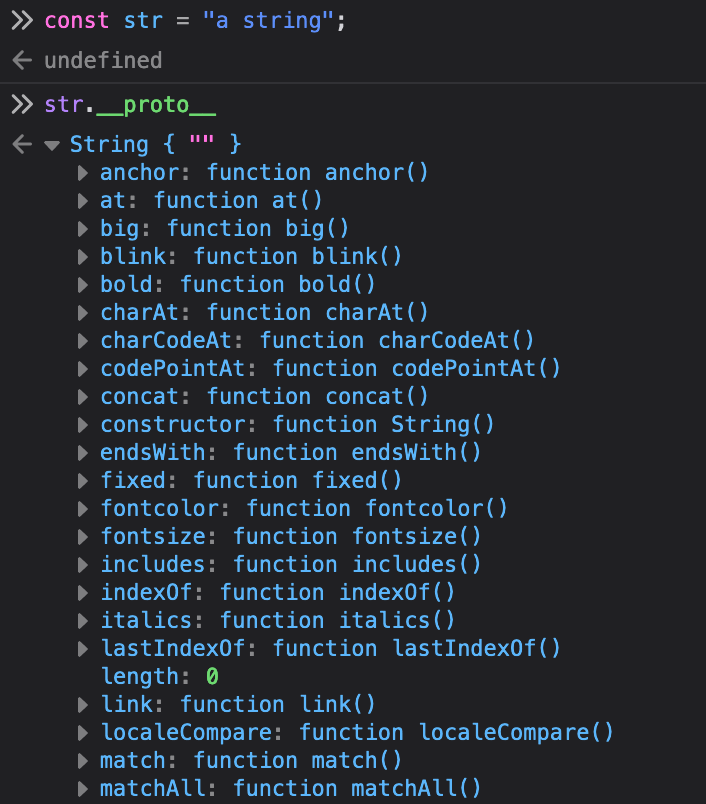 >> const str = "a string";
← undefined
>> str.__proto__
← ▼ String { "" }
▶ anchor: function anchor()
▶ at: function at()
▶ big: function big()
▶ blink: function blink()
▶ bold: function bold()
▶ charAt: function charAt()
▶ charCodeAt: function charCodeAt()
▶ codePointAt: function codePointAt()
▶ concat: function concat()
▶ constructor: function String()
▶ endsWith: function endsWith()
▶ fixed: function fixed()
▶ fontcolor: function fontcolor()
▶ fontsize: function fontsize()
▶ includes: function includes()
▶ indexOf: function indexOf()
▶ italics: function italics()
▶ lastIndexOf: function lastIndexOf()
length: 0
▶ link: function link()
▶ localeCompare: function localeCompare()
▶ match: function match()
▶ matchAll: function matchAll()